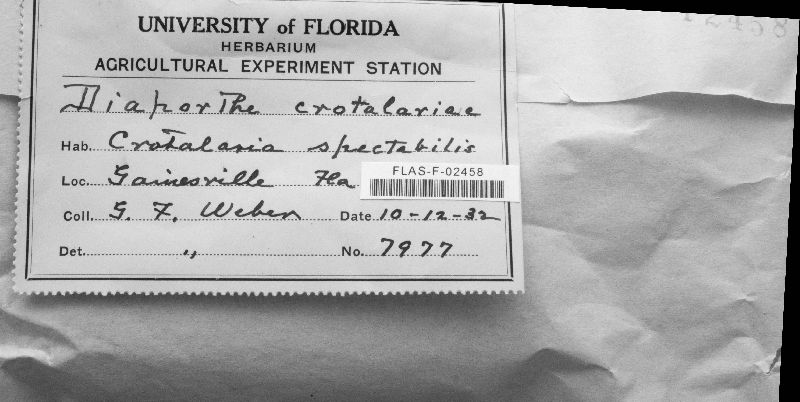 12458
UNIVERSITY of FLORIDA
HERBARIUM
AGRICULTURAL EXPERIMENT STATION
Diaporthe crotalariae
Hab. Crotalaria spectabilis
Loc. Gainesville Fla
FLAS-F-02458
Coll. G. F. Weber Date 10-12-32
Det. " No. 7977